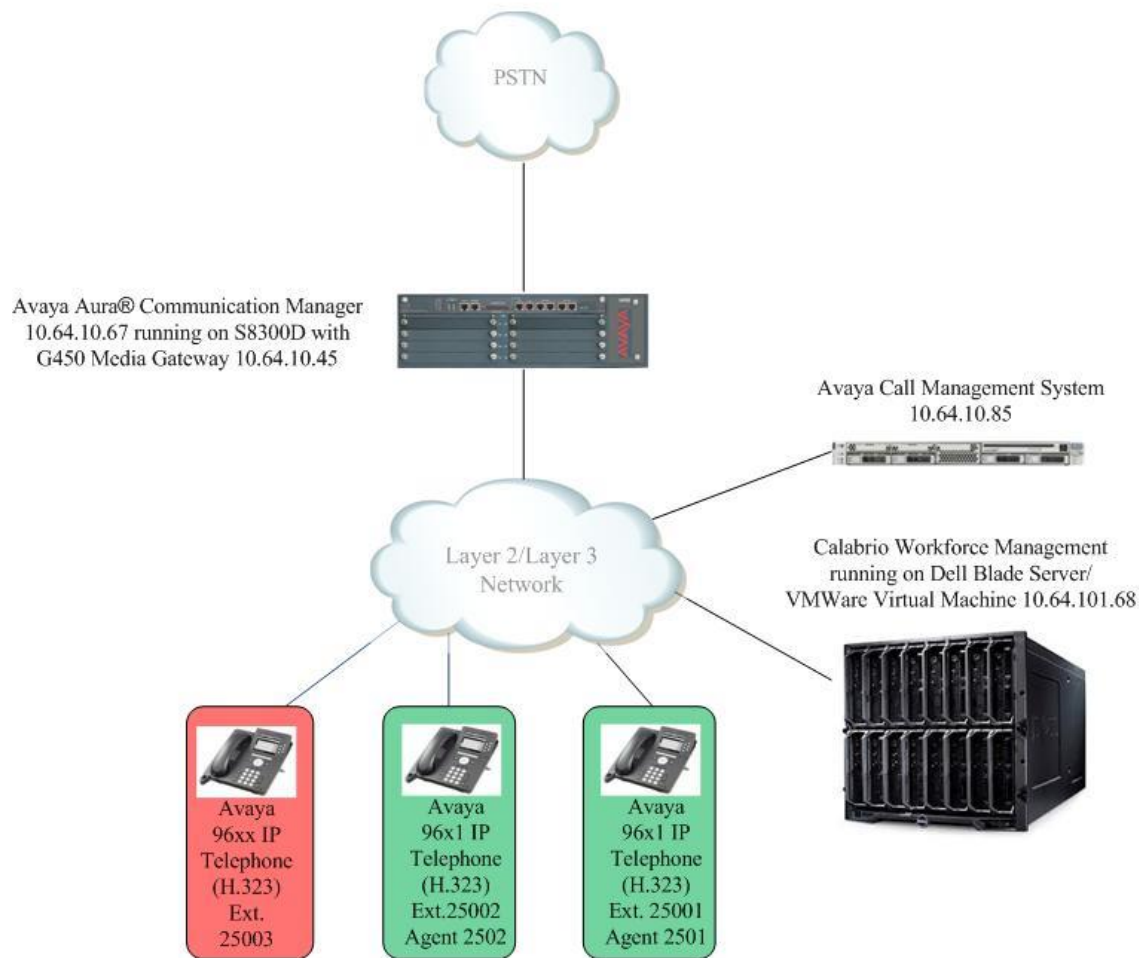 PSTN
Avaya Aura® Communication Manager
10.64.10.67 running on S8300D with
G450 Media Gateway 10.64.10.45
AVAYA
Avaya Call Management System
10.64.10.85
Layer 2/Layer 3
Network
Calabrio Workforce Management
running on Dell Blade Server/
VMWare Virtual Machine 10.64.101.68
Avaya
96xx IP
Telephone
(H.323)
Ext.
25003
Avaya
96x1 IP
Telephone
(H.323)
Ext.25002
Agent 2502
Avaya
96x1 IP
Telephone
(H.323)
Ext. 25001
Agent 2501